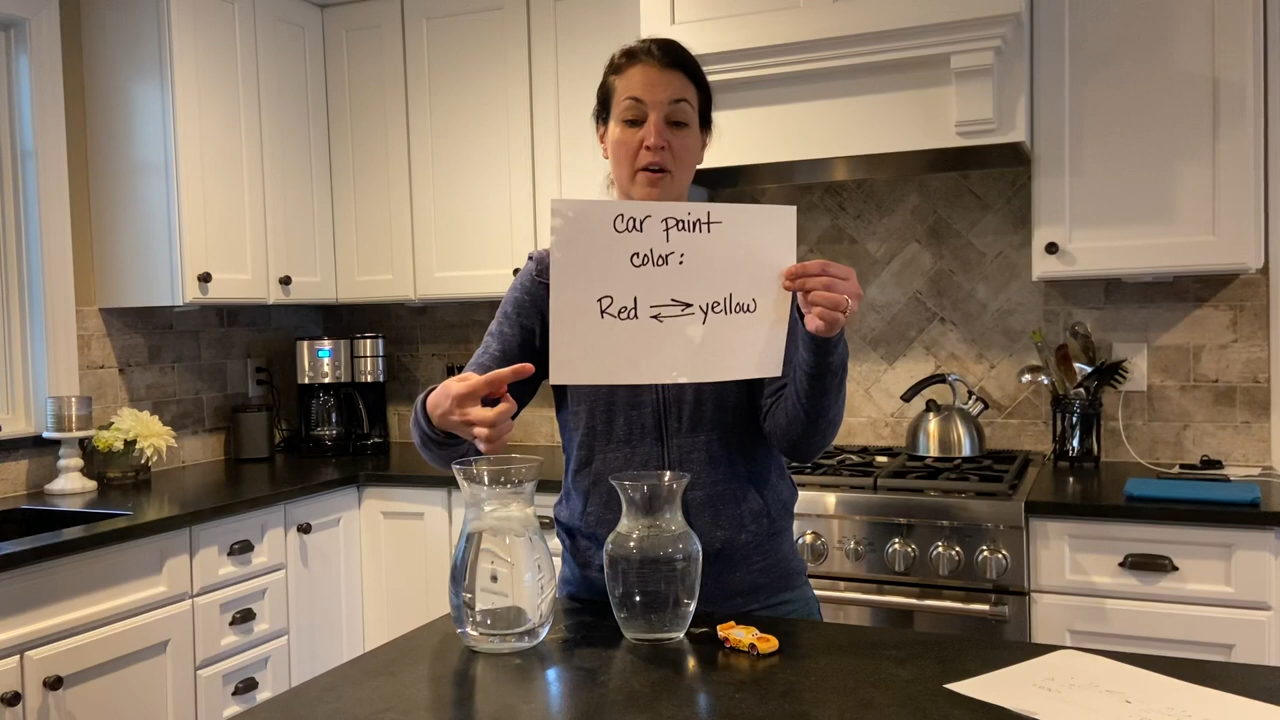 car paint
color:
Red ⇌ yellow